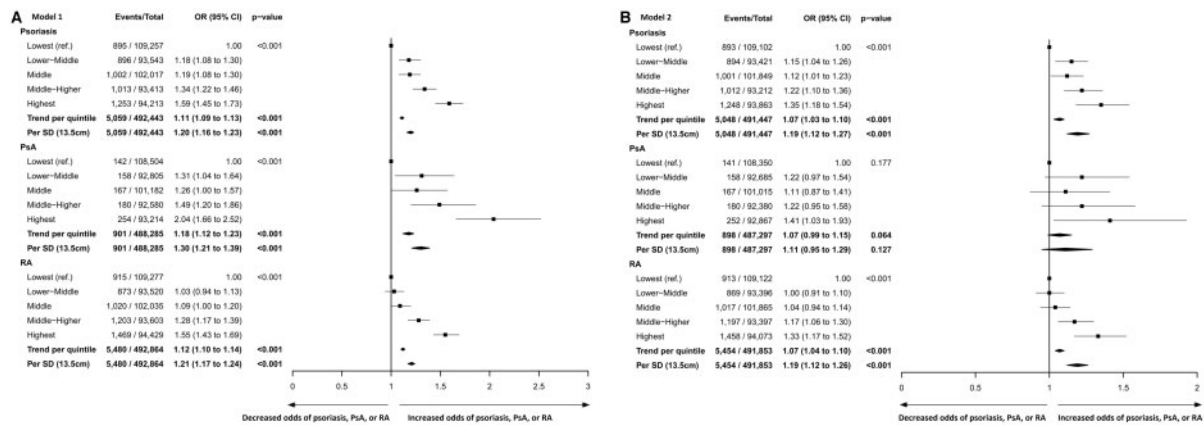 A Model 1 Events/Total OR (95% CI) p−value
Psoriasis
Lowest (ref.) 895 / 109,257 1.00 <0.001
Lower−Middle 896 / 93,543 1.18 (1.08 to 1.30)
Middle 1,002 / 102,017 1.19 (1.08 to 1.30)
Middle−Higher 1,013 / 93,413 1.34 (1.22 to 1.46)
Highest 1,253 / 94,213 1.59 (1.45 to 1.73)
Trend per quintile 5,059 / 492,443 1.11 (1.09 to 1.13) <0.001
Per SD (13.5cm) 5,059 / 492,443 1.20 (1.16 to 1.23) <0.001
PsA
Lowest (ref.) 142 / 108,504 1.00 <0.001
Lower−Middle 158 / 92,805 1.31 (1.04 to 1.64)
Middle 167 / 101,182 1.26 (1.00 to 1.57)
Middle−Higher 180 / 92,580 1.49 (1.20 to 1.86)
Highest 254 / 93,214 2.04 (1.66 to 2.52)
Trend per quintile 901 / 488,285 1.18 (1.12 to 1.23) <0.001
Per SD (13.5cm) 901 / 488,285 1.30 (1.21 to 1.39) <0.001
RA
Lowest (ref.) 915 / 109,277 1.00 <0.001
Lower−Middle 873 / 93,520 1.03 (0.94 to 1.13)
Middle 1,020 / 102,035 1.09 (1.00 to 1.20)
Middle−Higher 1,203 / 93,603 1.28 (1.17 to 1.39)
Highest 1,469 / 94,429 1.55 (1.43 to 1.69)
Trend per quintile 5,480 / 492,864 1.12 (1.10 to 1.14) <0.001
Per SD (13.5cm) 5,480 / 492,864 1.21 (1.17 to 1.24) <0.001
0 0.5 1 1.5 2 2.5 3
Decreased odds of psoriasis, PsA, or RA Increased odds of psoriasis, PsA, or RA
B Model 2 Events/Total OR (95% CI) p−value
Psoriasis
Lowest (ref.) 893 / 109,102 1.00 <0.001
Lower−Middle 894 / 93,421 1.15 (1.04 to 1.26)
Middle 1,001 / 101,849 1.12 (1.01 to 1.23)
Middle−Higher 1,012 / 93,212 1.22 (1.10 to 1.36)
Highest 1,248 / 93,863 1.35 (1.18 to 1.54)
Trend per quintile 5,048 / 491,447 1.07 (1.03 to 1.10) <0.001
Per SD (13.5cm) 5,048 / 491,447 1.19 (1.12 to 1.27) <0.001
PsA
Lowest (ref.) 141 / 108,350 1.00 0.177
Lower−Middle 158 / 92,685 1.22 (0.97 to 1.54)
Middle 167 / 101,015 1.11 (0.87 to 1.41)
Middle−Higher 180 / 92,380 1.22 (0.95 to 1.58)
Highest 252 / 92,867 1.41 (1.03 to 1.93)
Trend per quintile 898 / 487,297 1.07 (0.99 to 1.15) 0.064
Per SD (13.5cm) 898 / 487,297 1.11 (0.95 to 1.29) 0.127
RA
Lowest (ref.) 913 / 109,122 1.00 <0.001
Lower−Middle 869 / 93,396 1.00 (0.91 to 1.10)
Middle 1,017 / 101,865 1.04 (0.94 to 1.14)
Middle−Higher 1,197 / 93,397 1.17 (1.06 to 1.30)
Highest 1,458 / 94,073 1.33 (1.17 to 1.52)
Trend per quintile 5,454 / 491,853 1.07 (1.04 to 1.10) <0.001
Per SD (13.5cm) 5,454 / 491,853 1.19 (1.12 to 1.26) <0.001
0 0.5 1 1.5 2
Decreased odds of psoriasis, PsA, or RA Increased odds of psoriasis, PsA, or RA